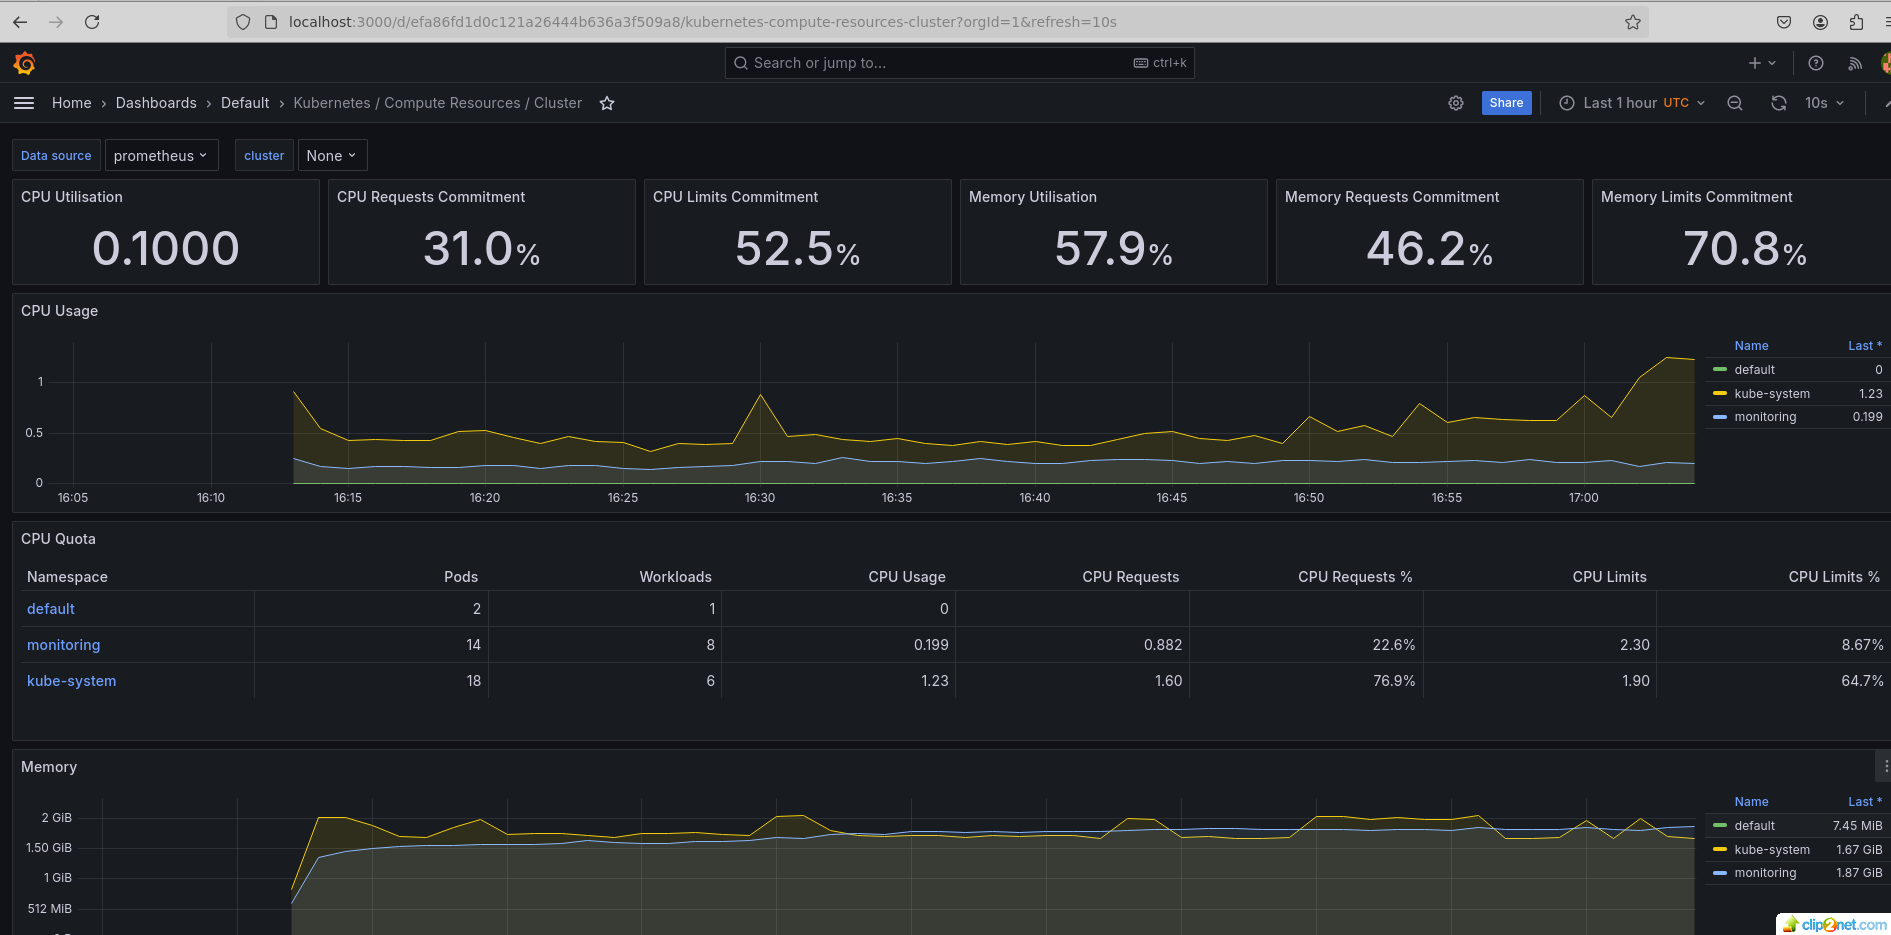 localhost:3000/d/efa86fd1d0c121a26444b636a3f509a8/kubernetes-compute-resources-cluster?orgId=1&refresh=10s
Search or jump to... ctrl+k
Home › Dashboards › Default › Kubernetes / Compute Resources / Cluster Share Last 1 hour UTC 10s
Data source prometheus cluster None
CPU Utilisation CPU Requests Commitment CPU Limits Commitment Memory Utilisation Memory Requests Commitment Memory Limits Commitment
0.1000 31.0% 52.5% 57.9% 46.2% 70.8%
CPU Usage
1
0.5
0
16:05 16:10 16:15 16:20 16:25 16:30 16:35 16:40 16:45 16:50 16:55 17:00
Name Last *
default 0
kube-system 1.23
monitoring 0.199
CPU Quota
Namespace Pods Workloads CPU Usage CPU Requests CPU Requests % CPU Limits CPU Limits %
default 2 1 0
monitoring 14 8 0.199 0.882 22.6% 2.30 8.67%
kube-system 18 6 1.23 1.60 76.9% 1.90 64.7%
Memory
2 GiB
1.50 GiB
1 GiB
512 MiB
Name Last *
default 7.45 MiB
kube-system 1.67 GiB
monitoring 1.87 GiB
clip2net.com